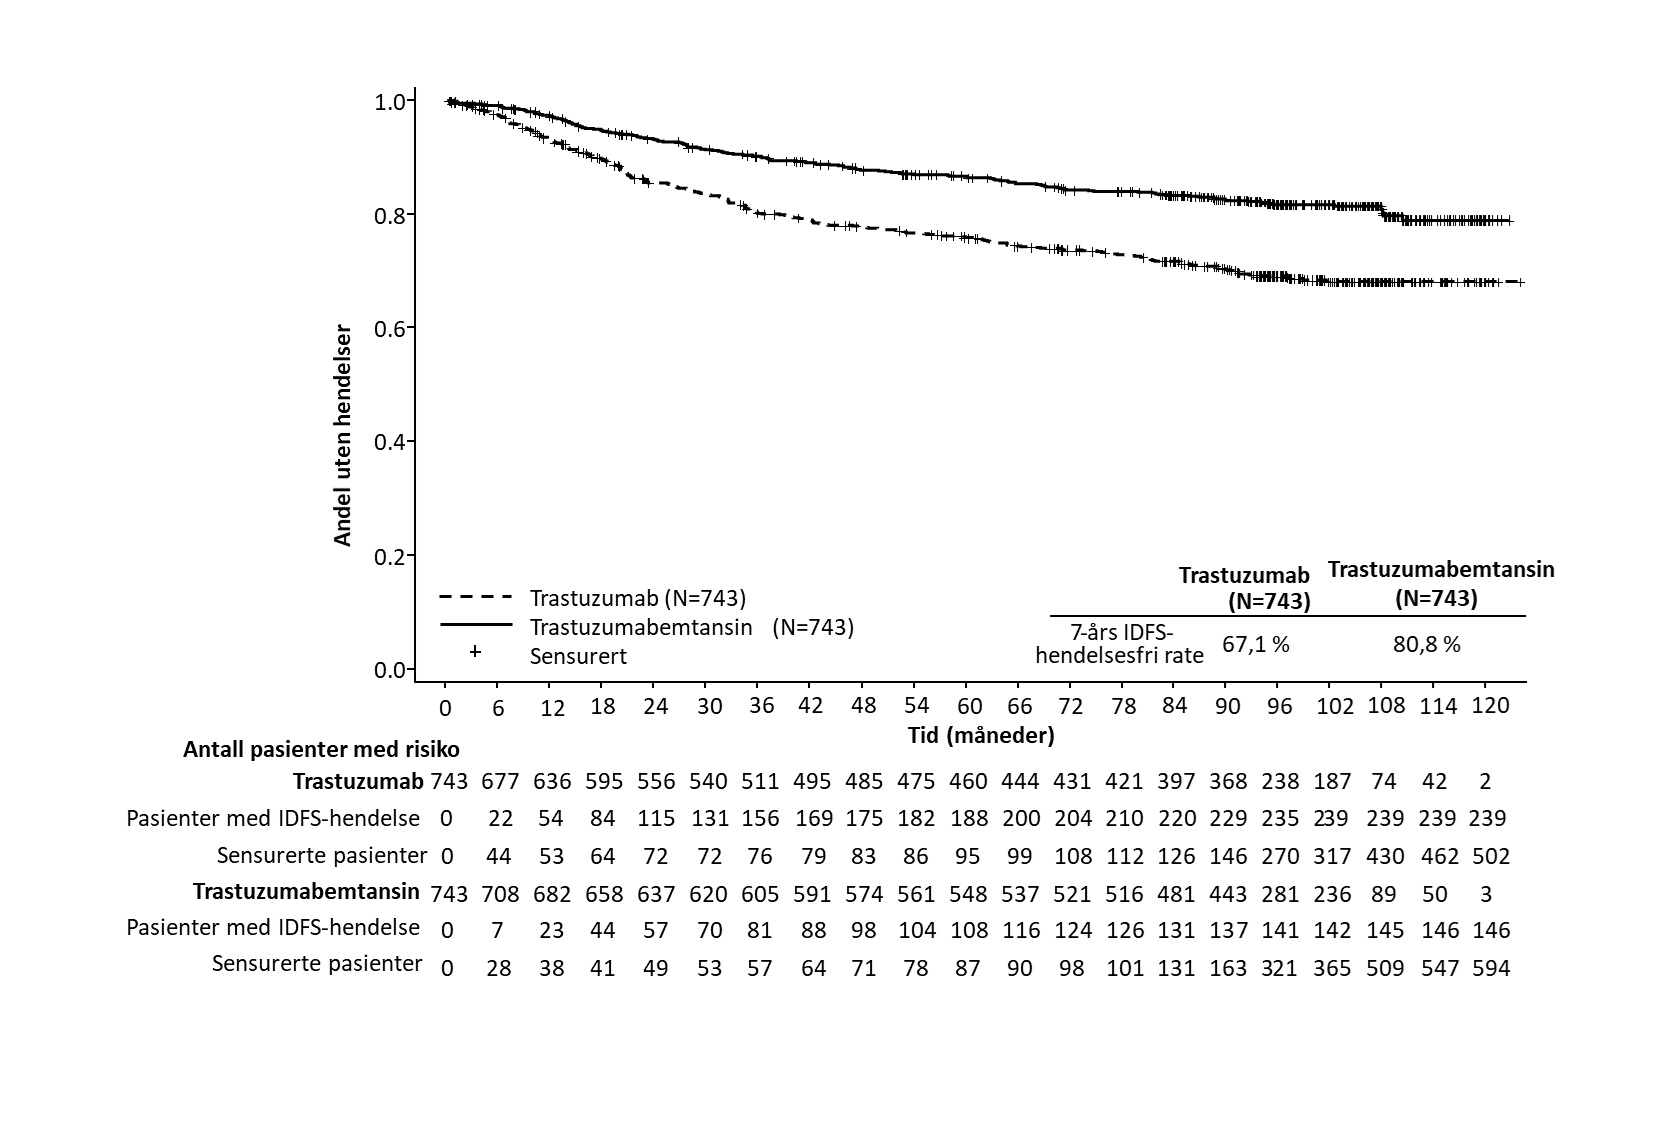 1.0
0.8
0.6
0.4
0.2
0.0
Andel uten hendelser
Trastuzumab (N=743)
Trastuzumabemtansin (N=743)
+ Sensurert
Trastuzumab Trastuzumabemtansin
(N=743) (N=743)
7-års IDFS-
hendelsesfri rate 67,1 % 80,8 %
0 6 12 18 24 30 36 42 48 54 60 66 72 78 84 90 96 102 108 114 120
Tid (måneder)
Antall pasienter med risiko
Trastuzumab 743 677 636 595 556 540 511 495 485 475 460 444 431 421 397 368 238 187 74 42 2
Pasienter med IDFS-hendelse 0 22 54 84 115 131 156 169 175 182 188 200 204 210 220 229 235 239 239 239 239
Sensurerte pasienter 0 44 53 64 72 72 76 79 83 86 95 99 108 112 126 146 270 317 430 462 502
Trastuzumabemtansin 743 708 682 658 637 620 605 591 574 561 548 537 521 516 481 443 281 236 89 50 3
Pasienter med IDFS-hendelse 0 7 23 44 57 70 81 88 98 104 108 116 124 126 131 137 141 142 145 146 146
Sensurerte pasienter 0 28 38 41 49 53 57 64 71 78 87 90 98 101 131 163 321 365 509 547 594